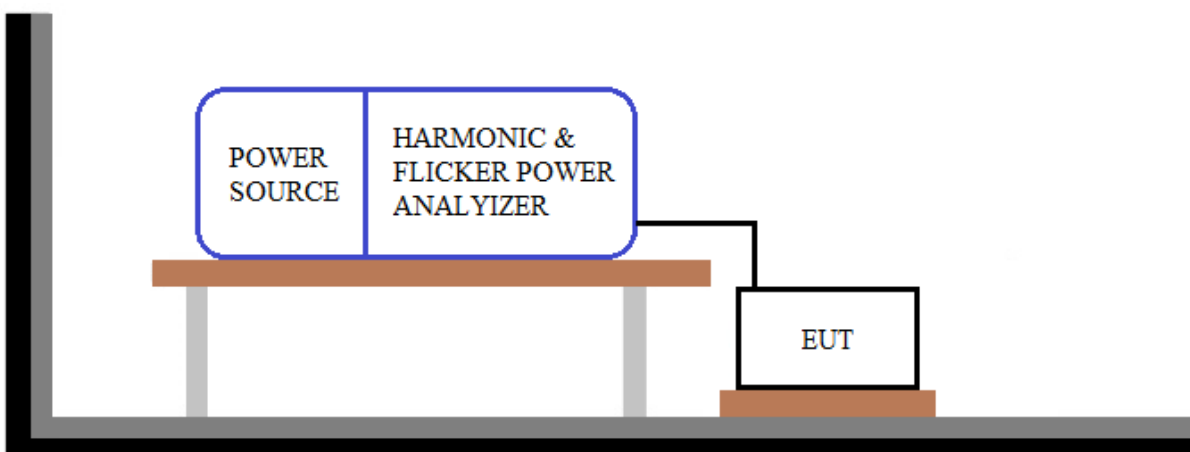 POWER
SOURCE
HARMONIC &
FLICKER POWER
ANALYIZER
EUT